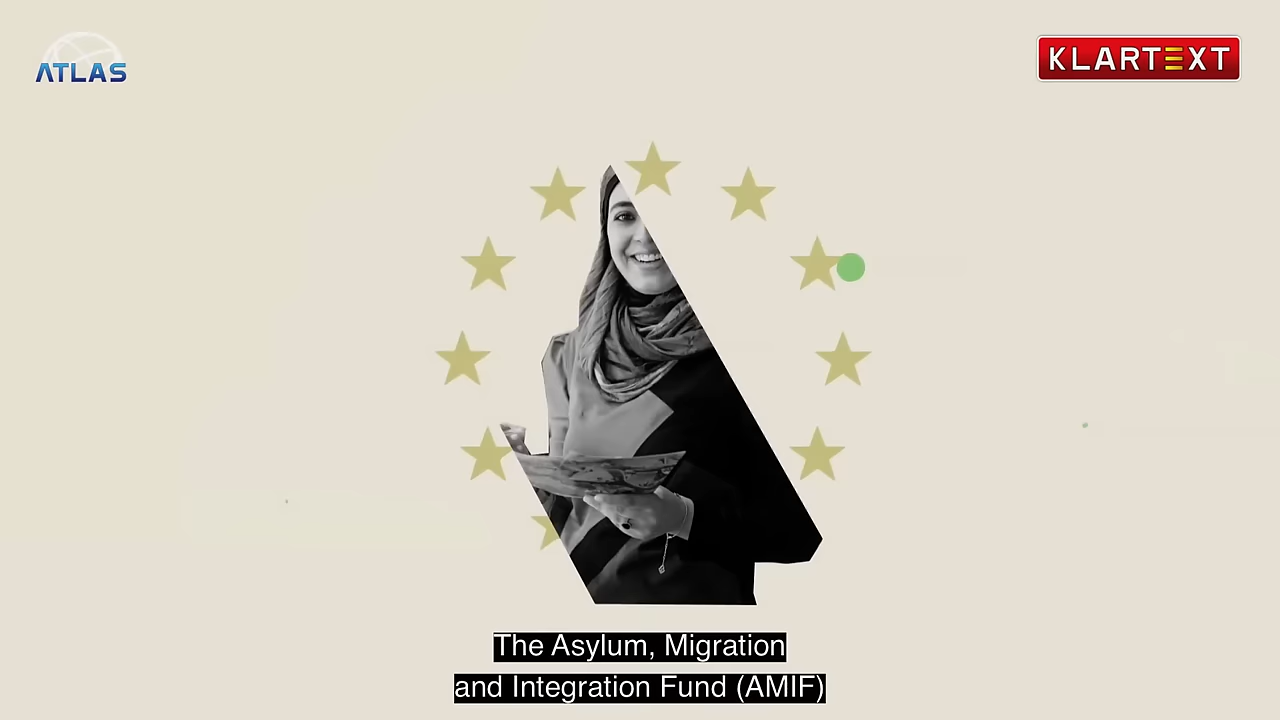 ATLAS
KLARTEXT
The Asylum, Migration
and Integration Fund (AMIF)